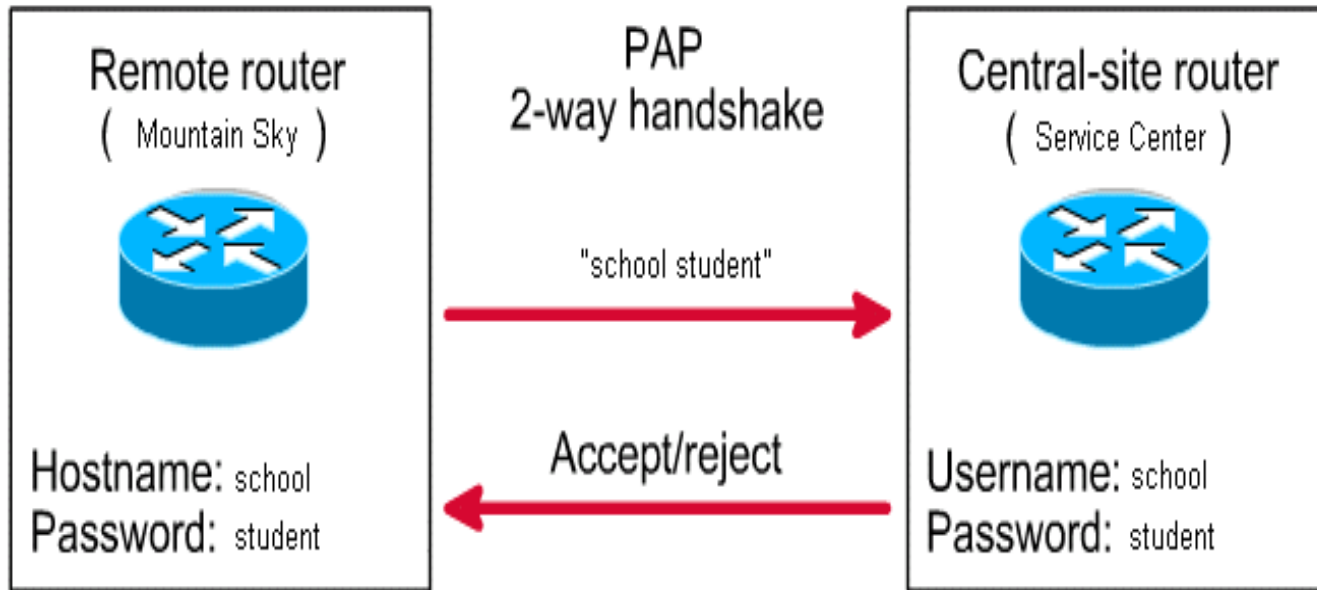 Remote router
( Mountain Sky )
Hostname: school
Password: student
PAP
2-way handshake
"school student"
Accept/reject
Central-site router
( Service Center )
Username: school
Password: student